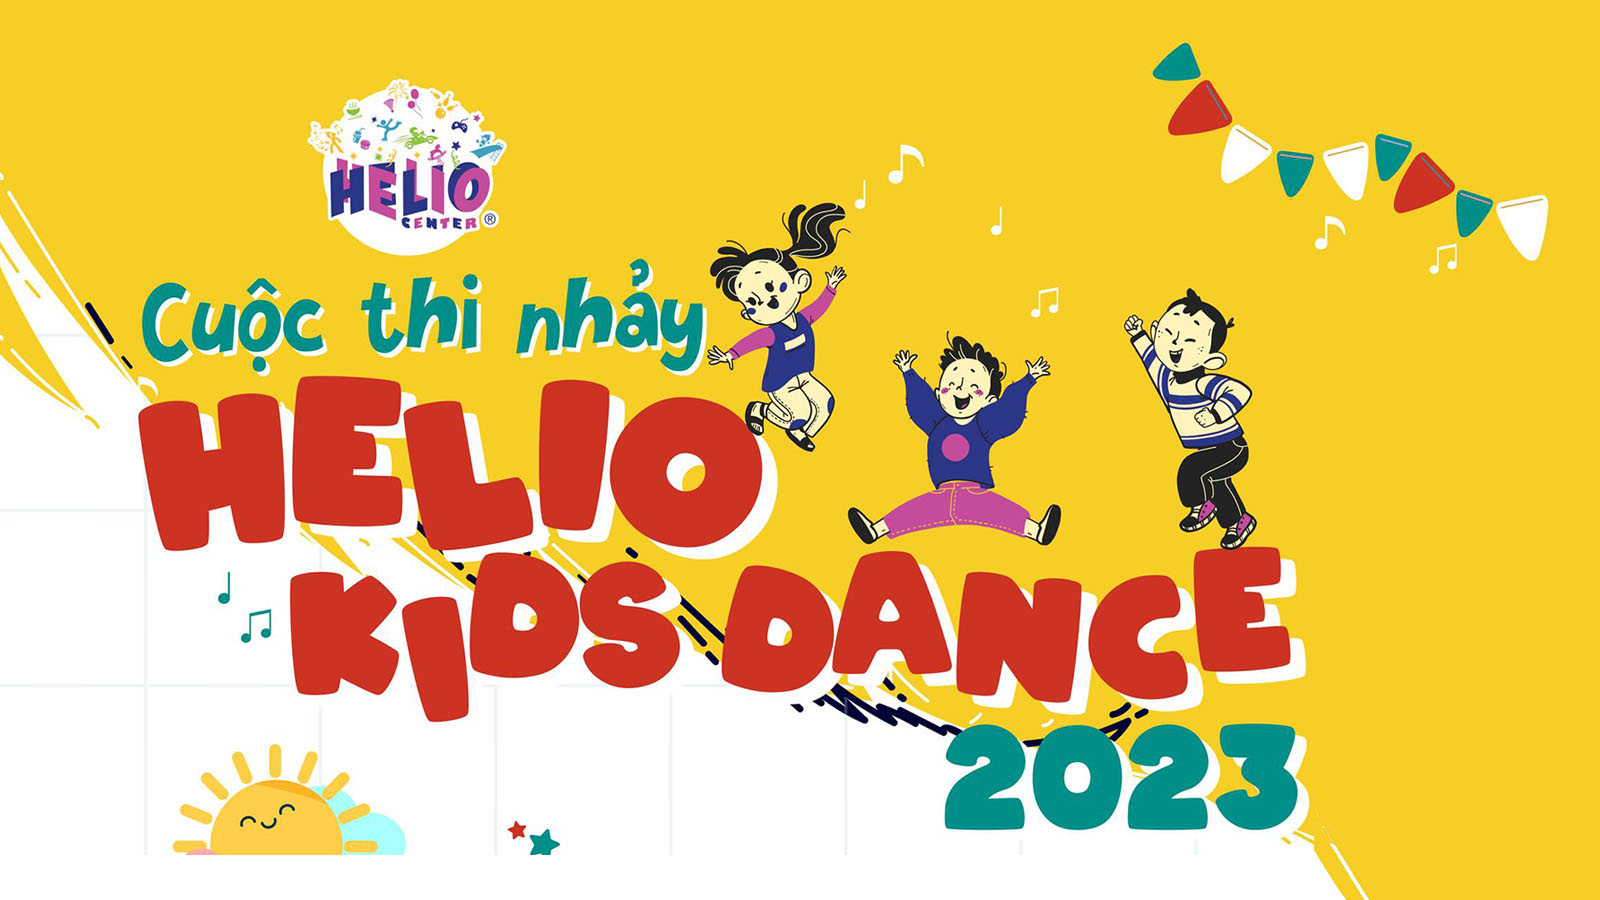 HELIO
CENTER®
Cuộc thi nhảy
HELIO
KIDS DANCE
2023